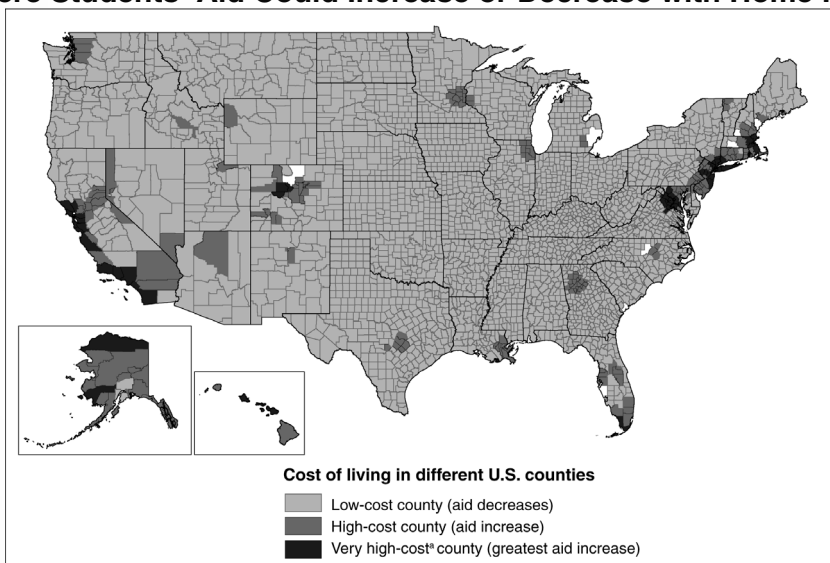 Students' Aid Could Increase or Decrease with Home
Cost of living in different U.S. counties
Low-cost county (aid decreases)
High-cost county (aid increase)
Very high-costᵃ county (greatest aid increase)